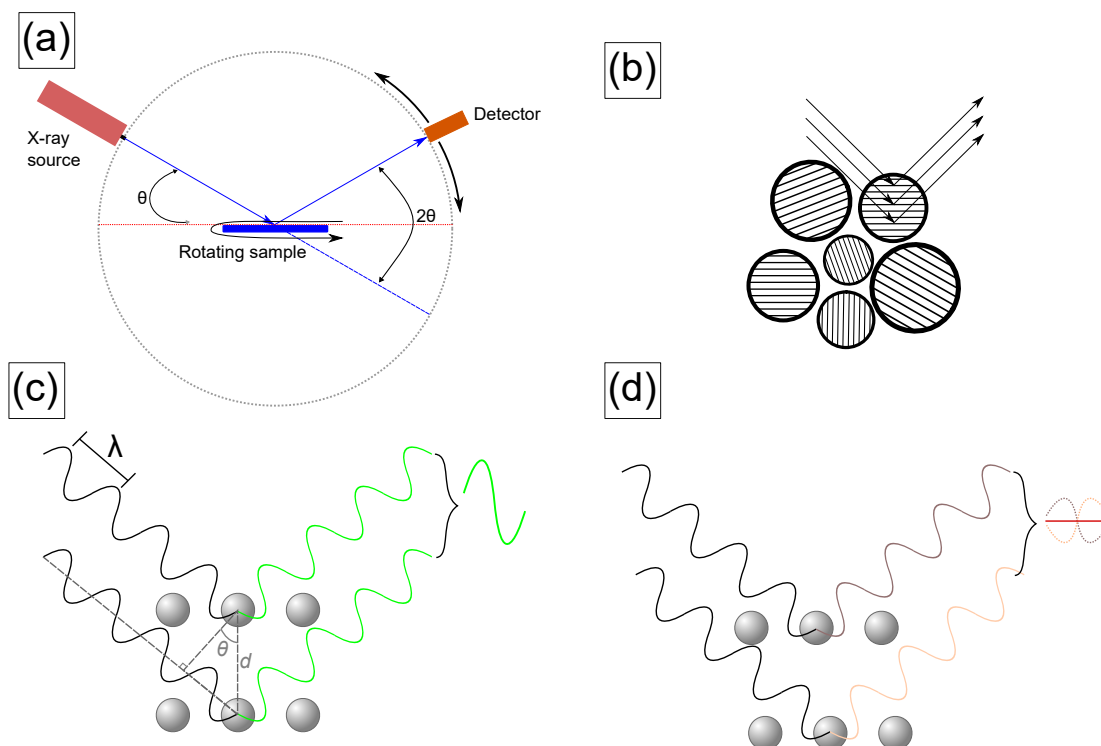 (a)
X-ray
source
θ
Rotating sample
Detector
2θ
(b)
(c)
λ
θ
d
(d)